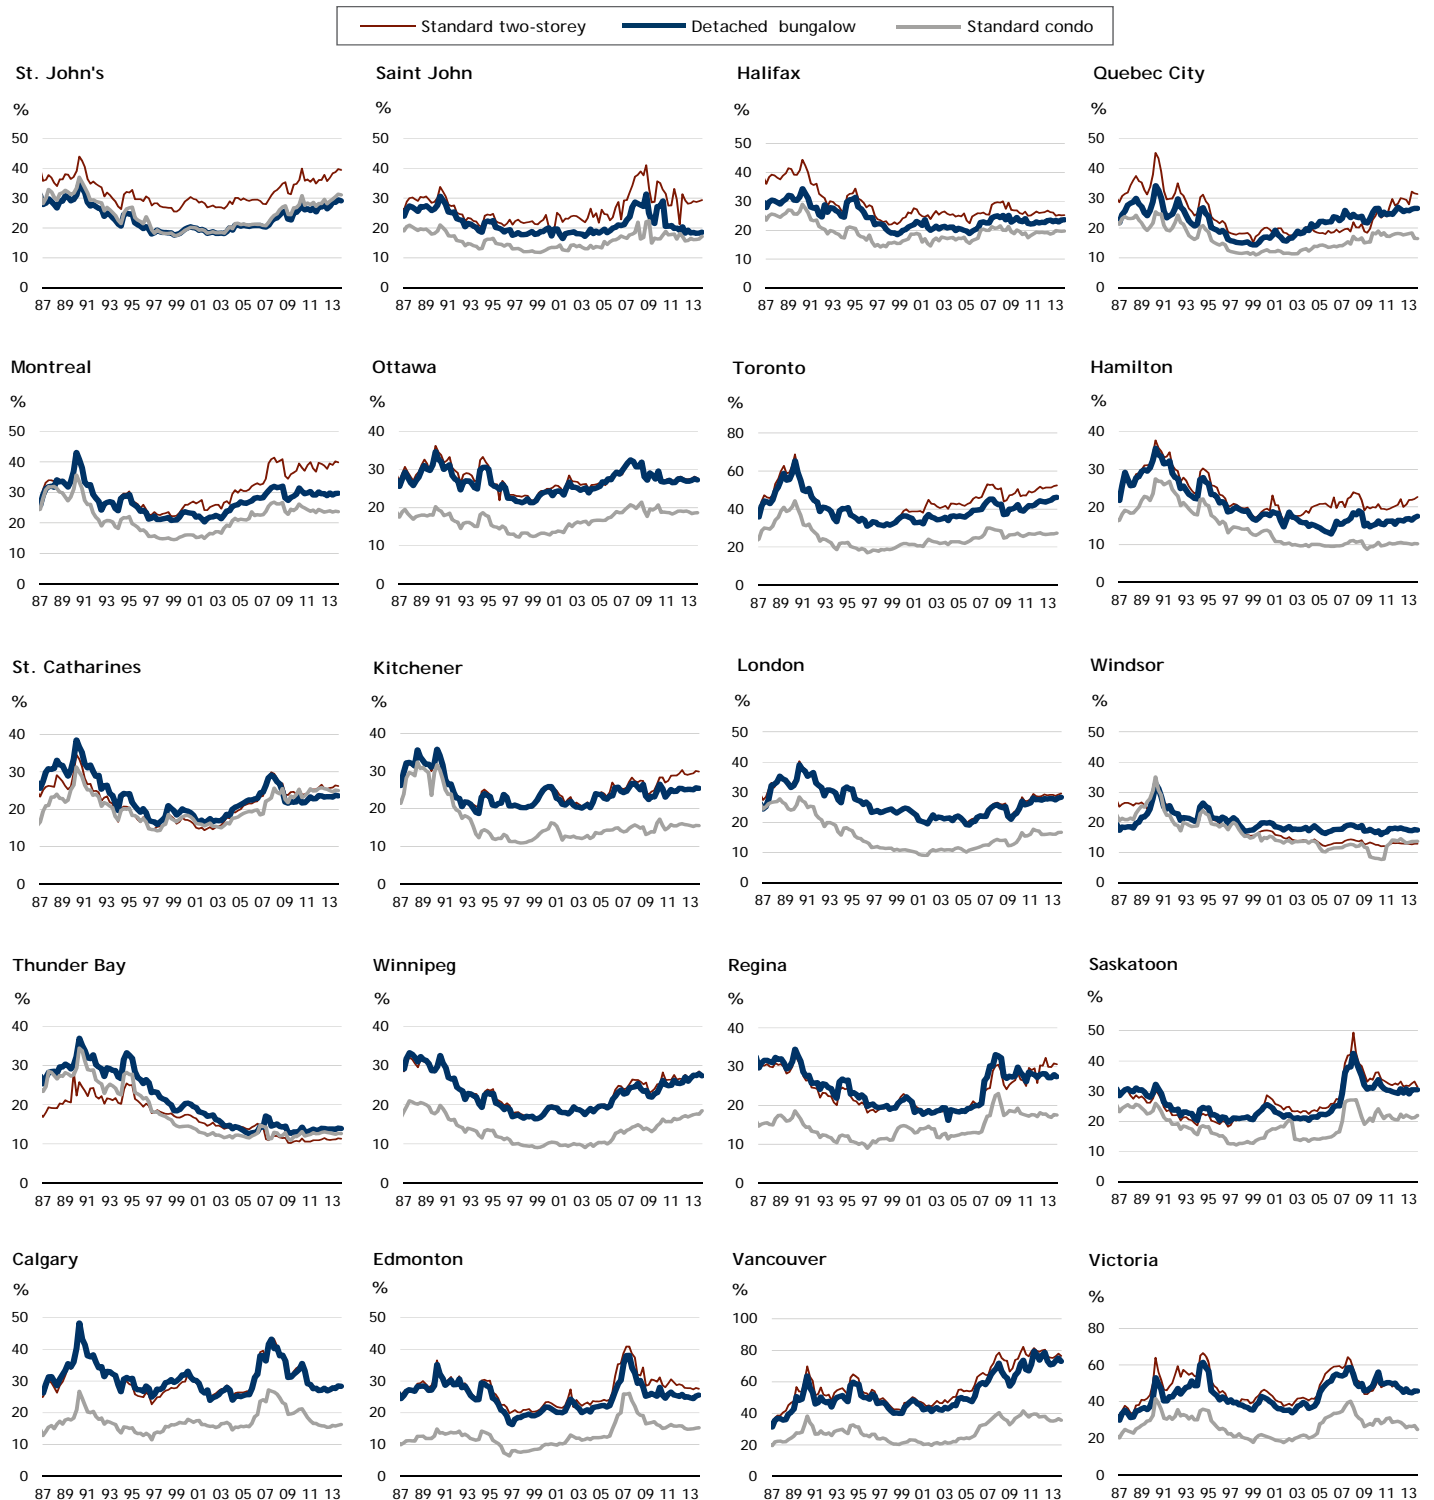 Standard two-storey Detached bungalow Standard condo
St. John's Saint John Halifax Quebec City
% % % %
50 50 50 50
40 40 40 40
30 30 30 30
20 20 20 20
10 10 10 10
0 0 0 0
87 89 91 93 95 97 99 01 03 05 07 09 11 13 87 89 91 93 95 97 99 01 03 05 07 09 11 13 87 89 91 93 95 97 99 01 03 05 07 09 11 13 87 89 91 93 95 97 99 01 03 05 07 09 11 13
Montreal Ottawa Toronto Hamilton
% % % %
50 40 80 40
40 30 60 30
30 20 40 20
20 10 20 10
10 0 0 0
0
87 89 91 93 95 97 99 01 03 05 07 09 11 13 87 89 91 93 95 97 99 01 03 05 07 09 11 13 87 89 91 93 95 97 99 01 03 05 07 09 11 13 87 89 91 93 95 97 99 01 03 05 07 09 11 13
St. Catharines Kitchener London Windsor
% % % %
40 40 50 50
30 30 40 40
20 20 30 30
10 10 20 20
0 0 10 10
0 0
87 89 91 93 95 97 99 01 03 05 07 09 11 13 87 89 91 93 95 97 99 01 03 05 07 09 11 13 87 89 91 93 95 97 99 01 03 05 07 09 11 13 87 89 91 93 95 97 99 01 03 05 07 09 11 13
Thunder Bay Winnipeg Regina Saskatoon
% % % %
40 40 40 50
30 30 30 40
20 20 20 30
10 10 10 20
0 0 0 10
0
87 89 91 93 95 97 99 01 03 05 07 09 11 13 87 89 91 93 95 97 99 01 03 05 07 09 11 13 87 89 91 93 95 97 99 01 03 05 07 09 11 13 87 89 91 93 95 97 99 01 03 05 07 09 11 13
Calgary Edmonton Vancouver Victoria
% % % %
50 50 100 80
40 40 80 60
30 30 60 40
20 20 40 20
10 10 20 0
0 0 0
87 89 91 93 95 97 99 01 03 05 07 09 11 13 87 89 91 93 95 97 99 01 03 05 07 09 11 13 87 89 91 93 95 97 99 01 03 05 07 09 11 13 87 89 91 93 95 97 99 01 03 05 07 09 11 13